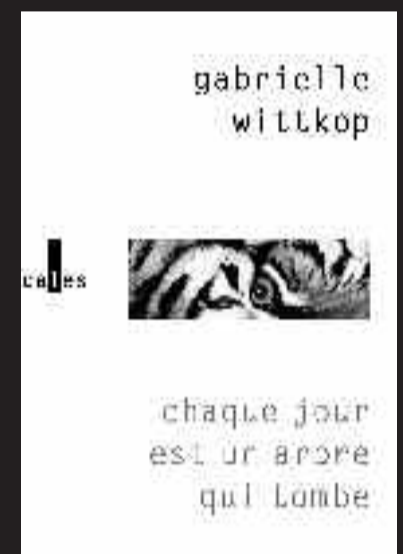 gabrielle
wittkop
cales
chaque jour
est un arbre
qui tombe